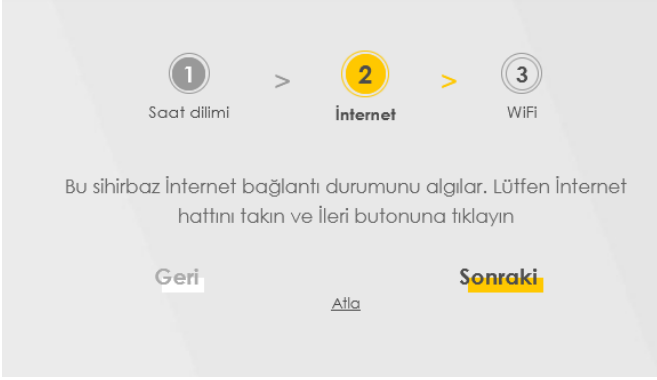 1 > 2 > 3
Saat dilimi İnternet WiFi
Bu sihirbaz İnternet bağlantı durumunu algılar. Lütfen İnternet
hattını takın ve İleri butonuna tıklayın
Geri Sonraki
Atla